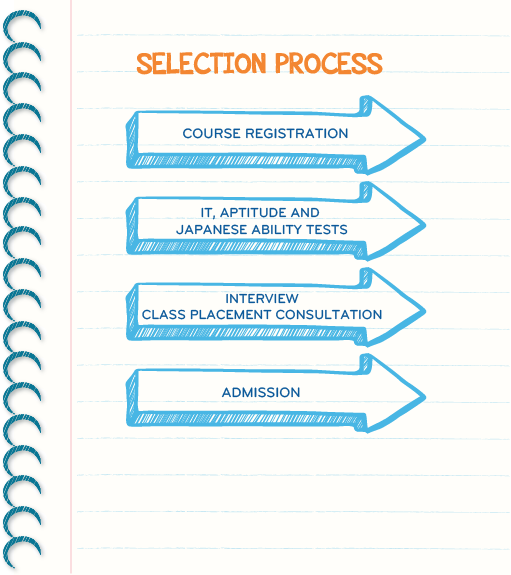 SELECTION PROCESS
COURSE REGISTRATION
IT, APTITUDE AND
JAPANESE ABILITY TESTS
INTERVIEW
CLASS PLACEMENT CONSULTATION
ADMISSION